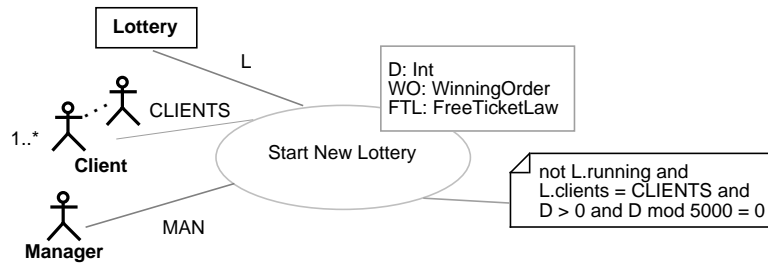 Lottery
L
D: Int
WO: WinningOrder
FTL: FreeTicketLaw
CLIENTS
1..*
Client
Start New Lottery
not L.running and
L.clients = CLIENTS and
D > 0 and D mod 5000 = 0
MAN
Manager